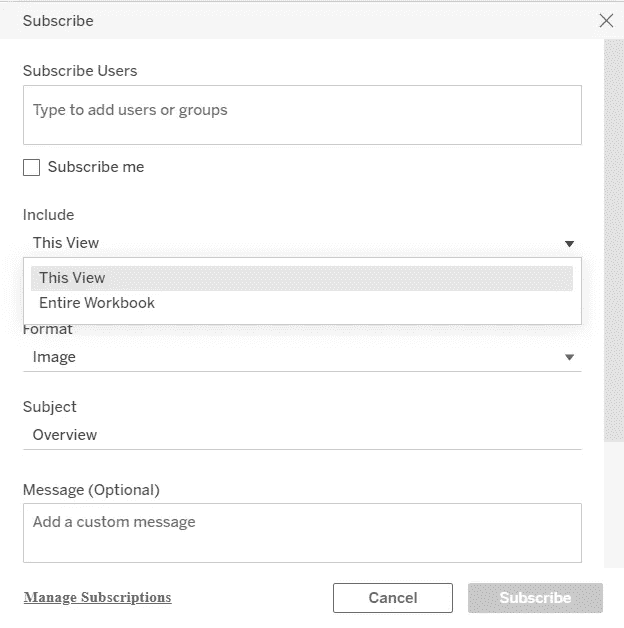 Subscribe
Subscribe Users
Type to add users or groups
Subscribe me
Include
This View
This View
Entire Workbook
Format
Image
Subject
Overview
Message (Optional)
Add a custom message
Manage Subscriptions
Cancel
Subscribe